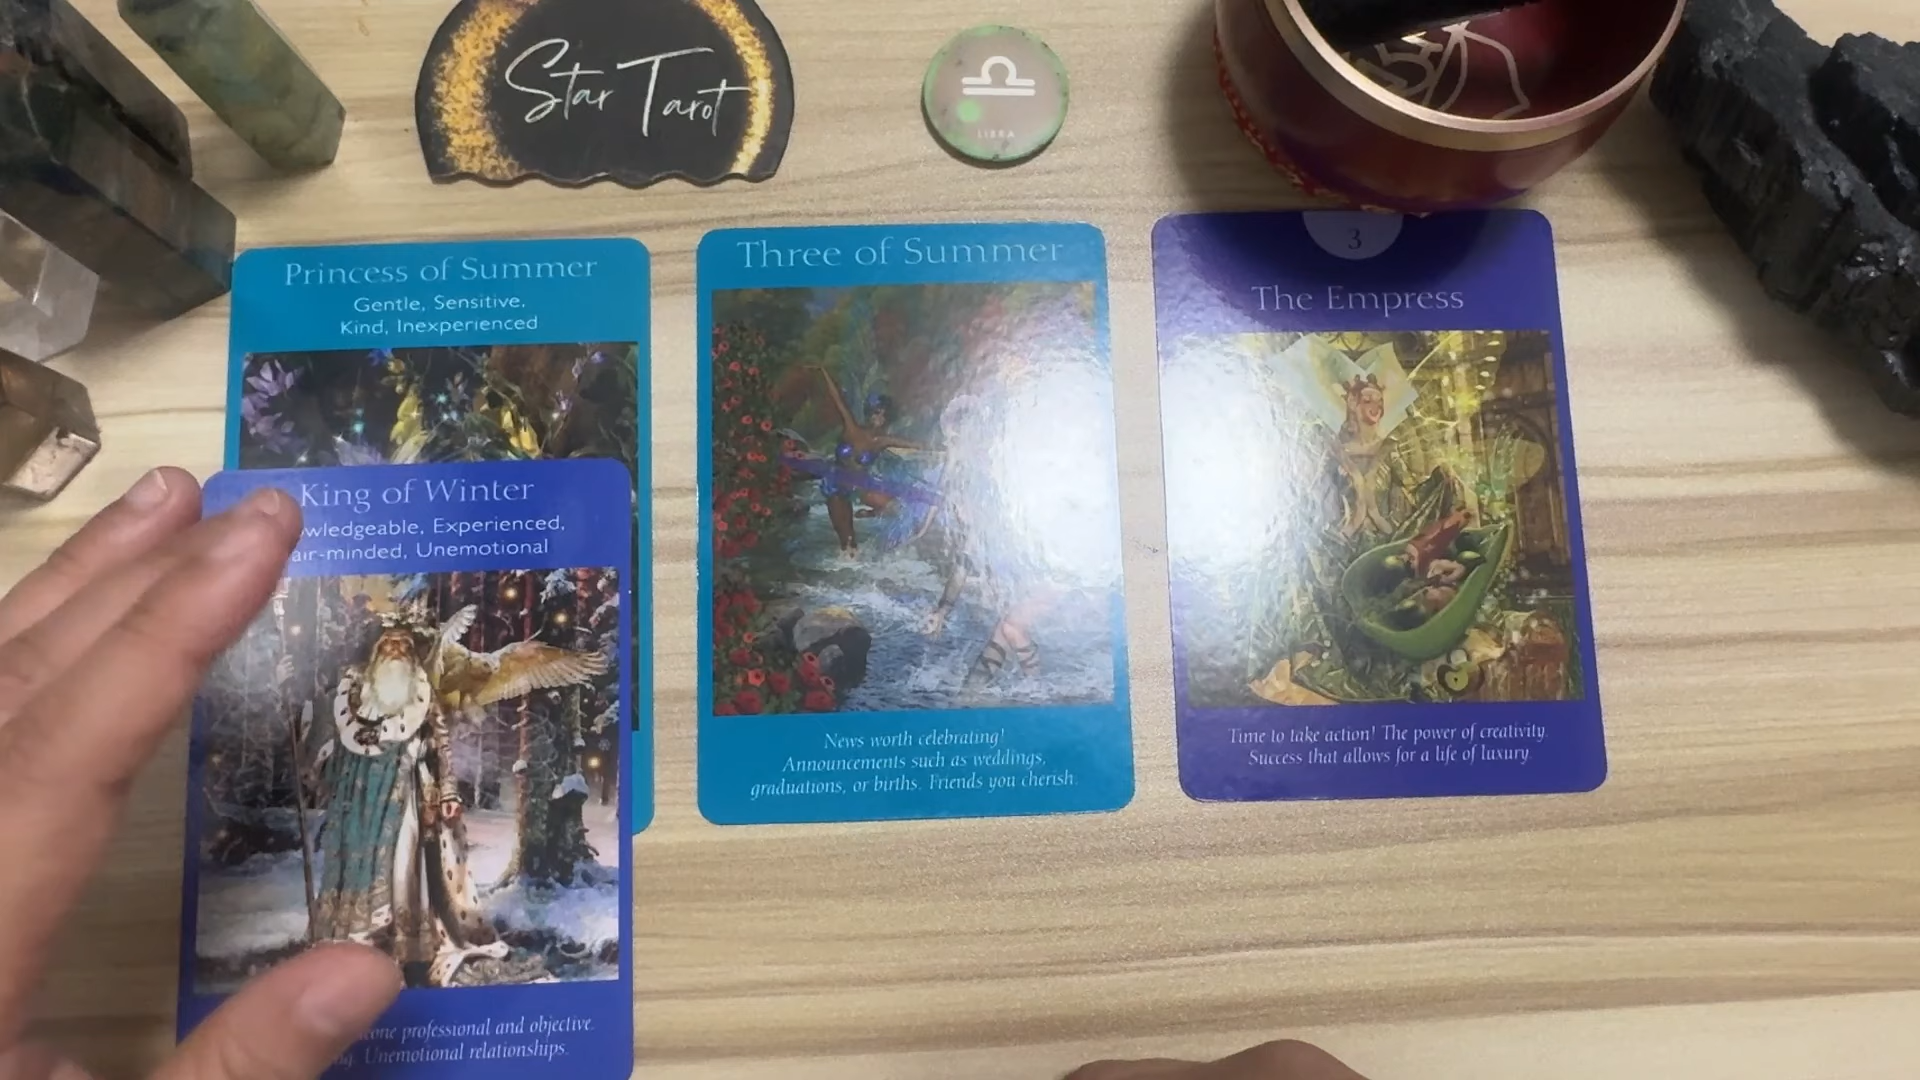 Star Tarot
LIBRA
Princess of Summer
Gentle, Sensitive,
Kind, Inexperienced
Three of Summer
News worth celebrating!
Announcements such as weddings,
graduations, or births. Friends you cherish.
3
The Empress
Time to take action! The power of creativity.
Success that allows for a life of luxury.
King of Winter
Experienced,
Unemotional
professional and objective.
Unemotional relationships.